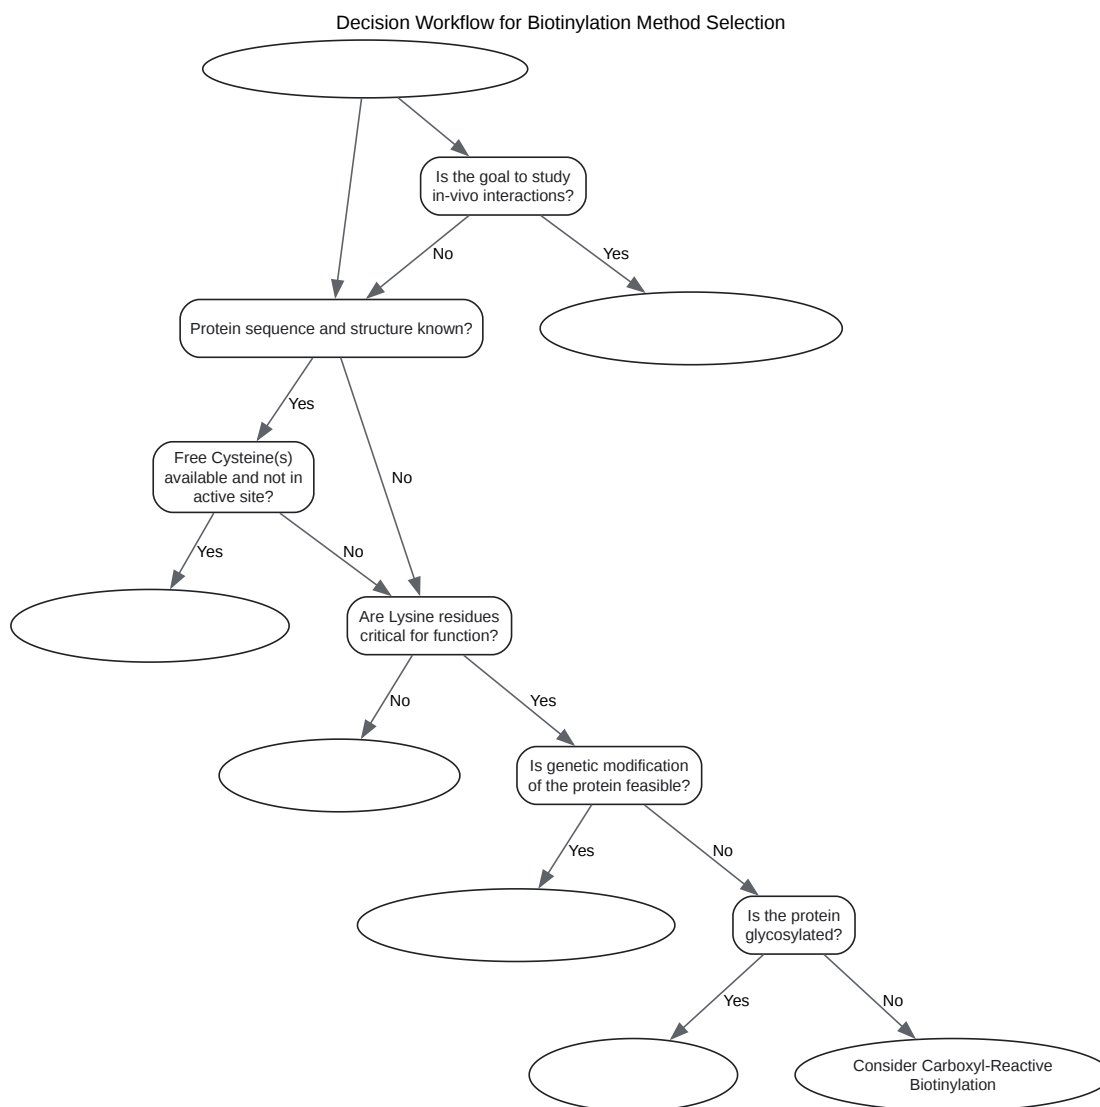 Decision Workflow for Biotinylation Method Selection
Is the goal to study
in-vivo interactions?
No
Yes
Protein sequence and structure known?
Yes
Free Cysteine(s)
available and not in
active site?
No
Yes
No
Are Lysine residues
critical for function?
No
Yes
Is genetic modification
of the protein feasible?
Yes
No
Is the protein
glycosylated?
Yes
No
Consider Carboxyl-Reactive
Biotinylation